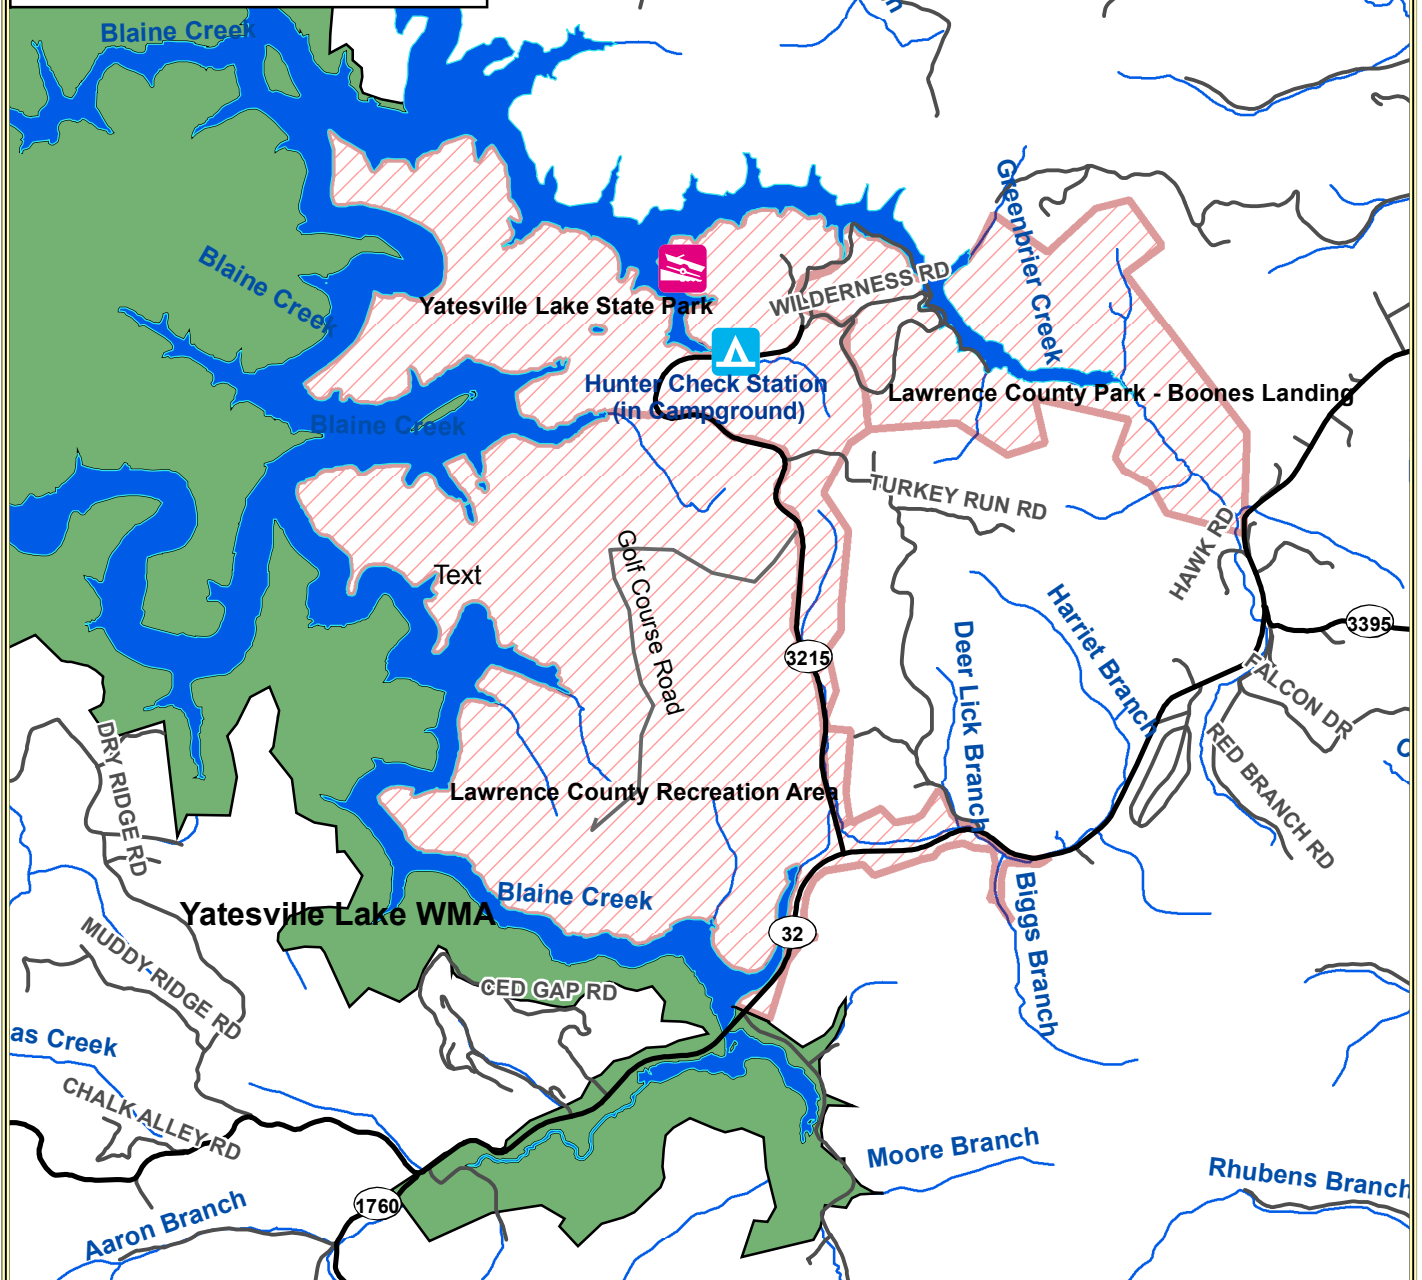 Blaine Creek
Greenbrier Creek
Blaine Creek
WILDERNESS RD
Yatesville Lake State Park
Hunter Check Station
(in Campground)
Lawrence County Park - Boones Landing
Blaine Creek
TURKEY RUN RD
HAWK RD
Golf Course Road
Text
Harriet Branch
3395
Deer Lick Branch
3215
FALCON DR
DRY RIDGE RD
RED BRANCH RD
Lawrence County Recreation Area
Blaine Creek
Biggs Branch
Yatesville Lake WMA
32
MUDDY RIDGE RD
CED GAP RD
as Creek
CHALK ALLEY RD
Moore Branch
Rhubens Branch
1760
Aaron Branch